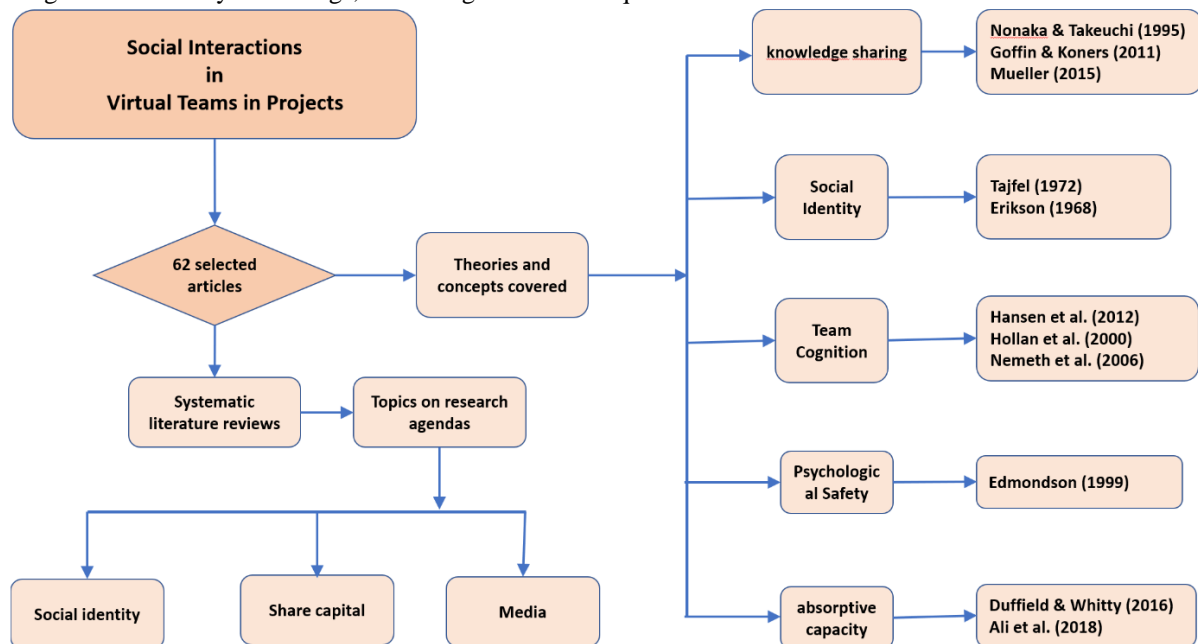 Social Interactions
in
Virtual Teams in Projects
62 selected
articles
Theories and
concepts covered
Systematic
literature reviews
Topics on research
agendas
Social identity
Share capital
Media
knowledge sharing
Nonaka & Takeuchi (1995)
Goffin & Koners (2011)
Mueller (2015)
Social
Identity
Tajfel (1972)
Erikson (1968)
Team
Cognition
Hansen et al. (2012)
Hollan et al. (2000)
Nemeth et al. (2006)
Psychologic
al Safety
Edmondson (1999)
absorptive
capacity
Duffield & Whitty (2016)
Ali et al. (2018)